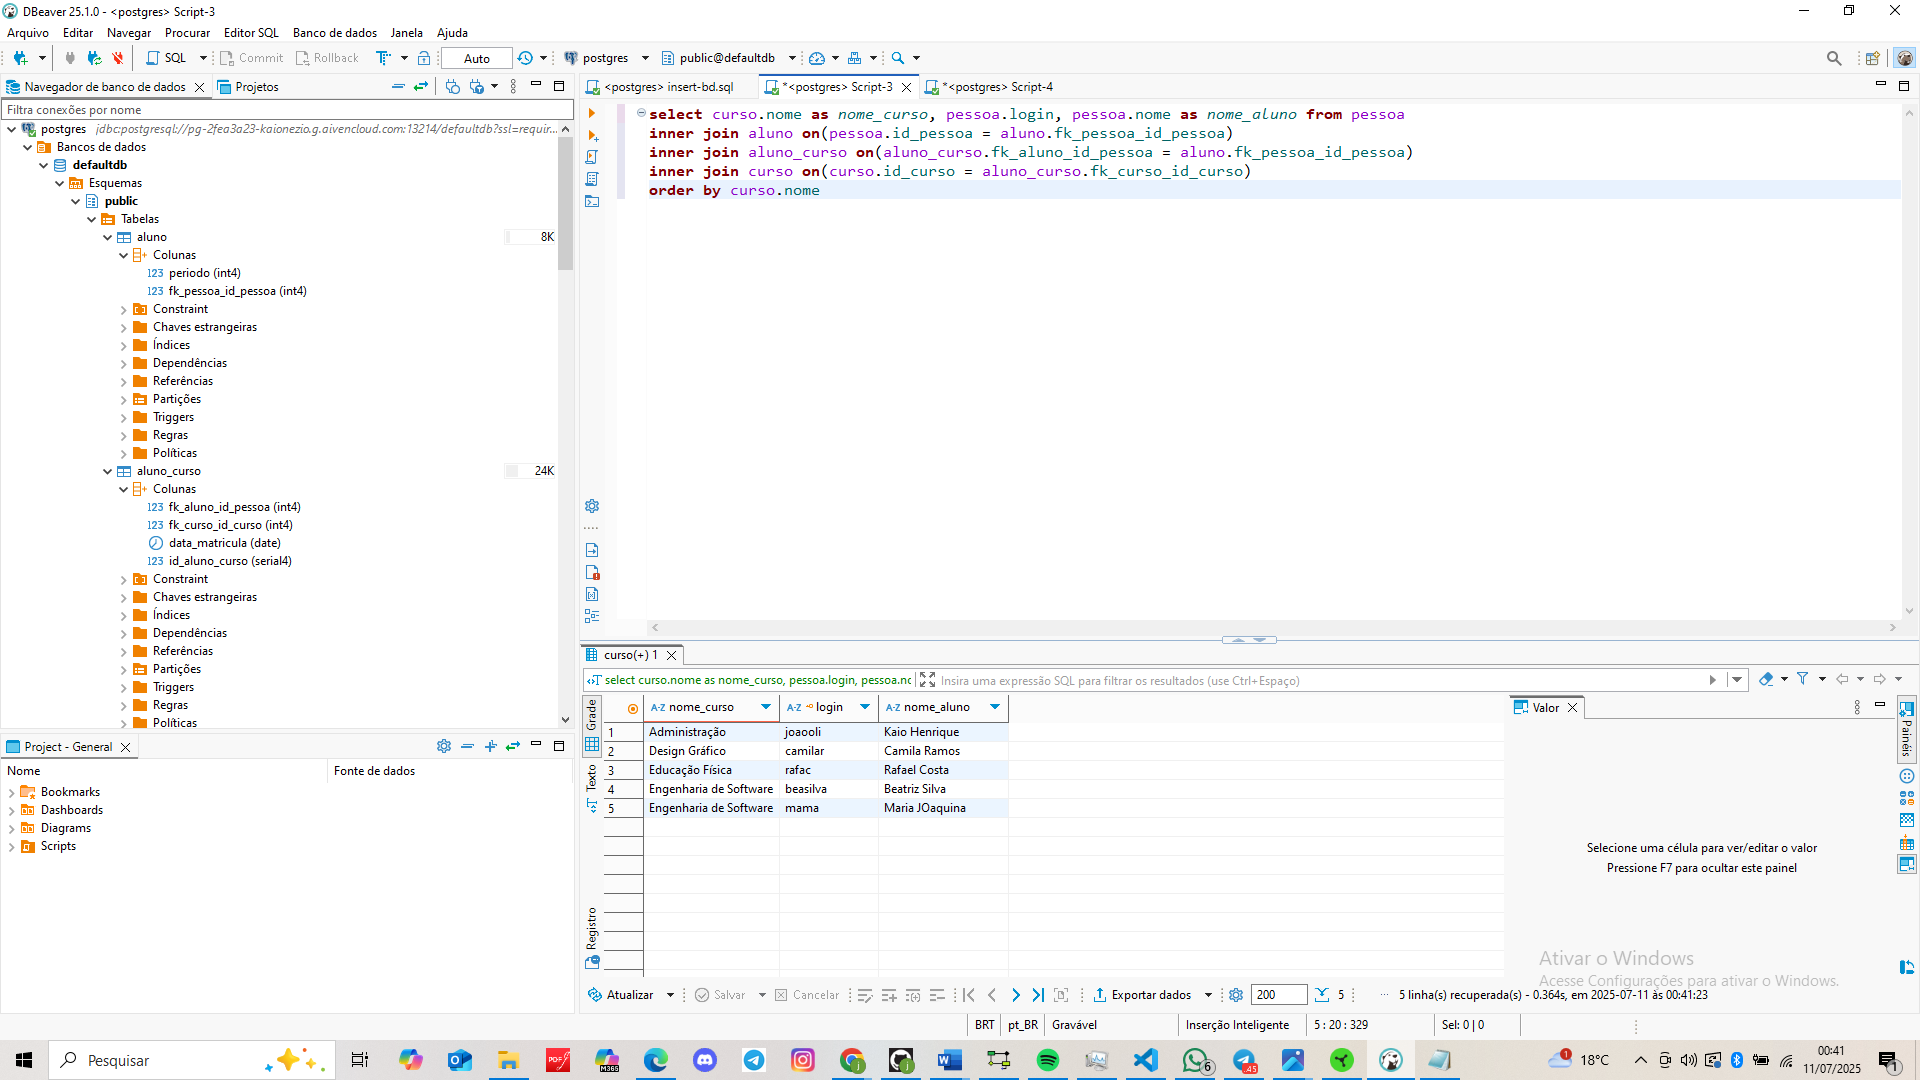 DBeaver 25.1.0 - <postgres> Script-3
Arquivo Editar Navegar Procurar Editor SQL Banco de dados Janela Ajuda
SQL Commit Rollback Auto postgres public@defaultdb
Navegador de banco de dados Projetos
Filtra conexões por nome
postgres jdbc:postgresql://pg-2fea3a23-kaionezio.g.aivencloud.com:13214/defaultdb?ssl=requir...
Bancos de dados
defaultdb
Esquemas
public
Tabelas
aluno 8K
Colunas
123 periodo (int4)
123 fk_pessoa_id_pessoa (int4)
Constraint
Chaves estrangeiras
Índices
Dependências
Referências
Partições
Triggers
Regras
Políticas
aluno_curso 24K
Colunas
123 fk_aluno_id_pessoa (int4)
123 fk_curso_id_curso (int4)
data_matricula (date)
123 id_aluno_curso (serial4)
Constraint
Chaves estrangeiras
Índices
Dependências
Referências
Partições
Triggers
Regras
Políticas
Project - General
Nome Fonte de dados
Bookmarks
Dashboards
Diagrams
Scripts
<postgres> insert-bd.sql *<postgres> Script-3 *<postgres> Script-4
select curso.nome as nome_curso, pessoa.login, pessoa.nome as nome_aluno from pessoa
inner join aluno on(pessoa.id_pessoa = aluno.fk_pessoa_id_pessoa)
inner join aluno_curso on(aluno_curso.fk_aluno_id_pessoa = aluno.fk_pessoa_id_pessoa)
inner join curso on(curso.id_curso = aluno_curso.fk_curso_id_curso)
order by curso.nome
curso(+) 1
select curso.nome as nome_curso, pessoa.login, pessoa.nc Insira uma expressão SQL para filtrar os resultados (use Ctrl+Espaço)
Grade
Texto
Registro
A-Z nome_curso A-Z login A-Z nome_aluno
1 Administração joaooli Kaio Henrique
2 Design Gráfico camilar Camila Ramos
3 Educação Física rafac Rafael Costa
4 Engenharia de Software beasilva Beatriz Silva
5 Engenharia de Software mama Maria JOaquina
Valor
Painéis
Selecione uma célula para ver/editar o valor
Pressione F7 para ocultar este painel
Ativar o Windows
Acesse Configurações para ativar o Windows.
Atualizar Salvar Cancelar Exportar dados 200 5 5 linha(s) recuperada(s) - 0.364s, em 2025-07-11 às 00:41:23
BRT pt_BR Gravável Inserção Inteligente 5 : 20 : 329 Sel: 0 | 0
Pesquisar
PDF
M365
6
45
1
18°C
00:41
11/07/2025
1